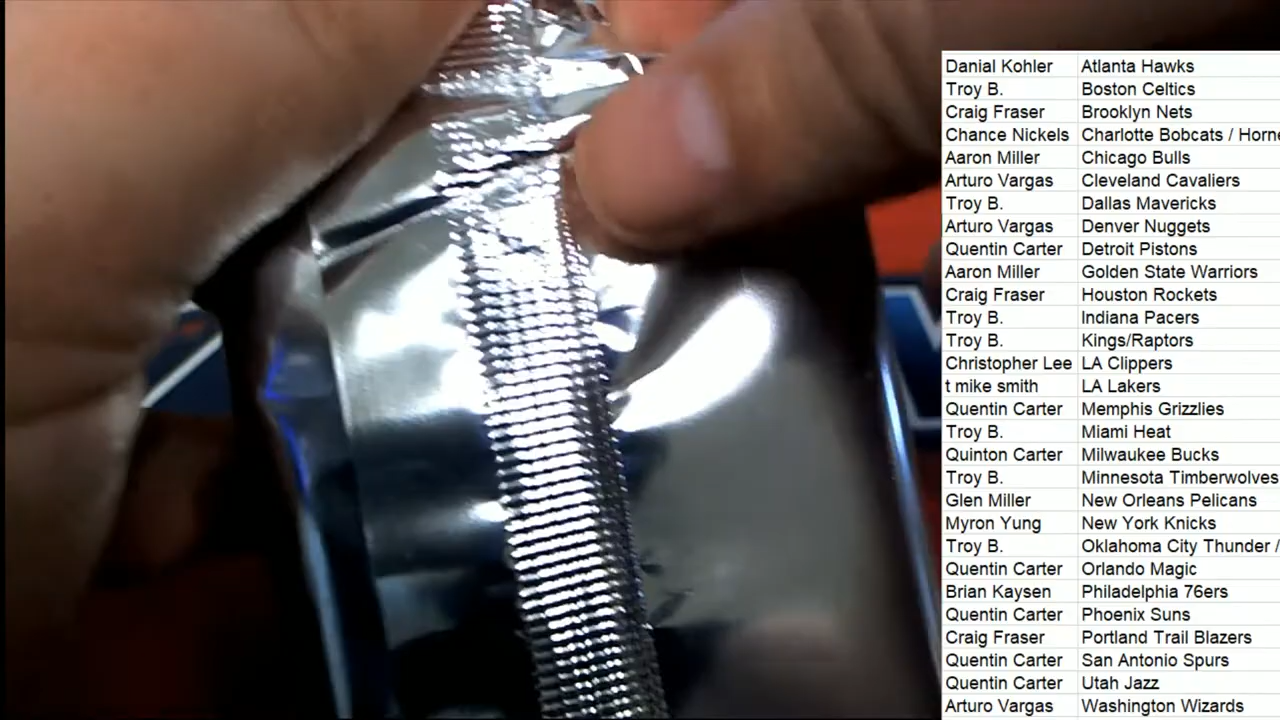 Danial Kohler Atlanta Hawks
Troy B. Boston Celtics
Craig Fraser Brooklyn Nets
Chance Nickels Charlotte Bobcats / Horne
Aaron Miller Chicago Bulls
Arturo Vargas Cleveland Cavaliers
Troy B. Dallas Mavericks
Arturo Vargas Denver Nuggets
Quentin Carter Detroit Pistons
Aaron Miller Golden State Warriors
Craig Fraser Houston Rockets
Troy B. Indiana Pacers
Troy B. Kings/Raptors
Christopher Lee LA Clippers
t mike smith LA Lakers
Quentin Carter Memphis Grizzlies
Troy B. Miami Heat
Quinton Carter Milwaukee Bucks
Troy B. Minnesota Timberwolves
Glen Miller New Orleans Pelicans
Myron Yung New York Knicks
Troy B. Oklahoma City Thunder /
Quentin Carter Orlando Magic
Brian Kaysen Philadelphia 76ers
Quentin Carter Phoenix Suns
Craig Fraser Portland Trail Blazers
Quentin Carter San Antonio Spurs
Quentin Carter Utah Jazz
Arturo Vargas Washington Wizards